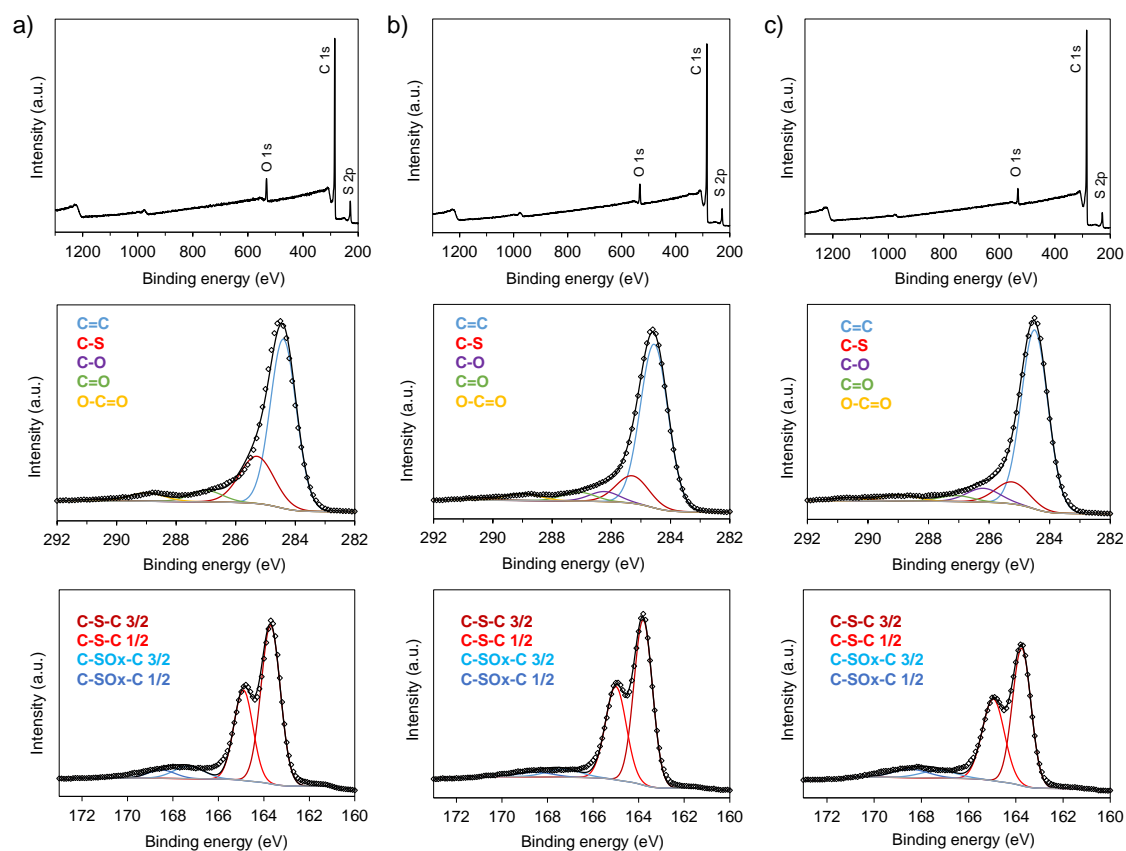 a)
Intensity (a.u.)
C 1s
O 1s
S 2p
1200 1000 800 600 400 200
Binding energy (eV)
b)
Intensity (a.u.)
C 1s
O 1s
S 2p
1200 1000 800 600 400 200
Binding energy (eV)
c)
Intensity (a.u.)
C 1s
O 1s
S 2p
1200 1000 800 600 400 200
Binding energy (eV)
Intensity (a.u.)
C=C
C-S
C-O
C=O
O-C=O
292 290 288 286 284 282
Binding energy (eV)
Intensity (a.u.)
C=C
C-S
C-O
C=O
O-C=O
292 290 288 286 284 282
Binding energy (eV)
Intensity (a.u.)
C=C
C-S
C-O
C=O
O-C=O
292 290 288 286 284 282
Binding energy (eV)
Intensity (a.u.)
C-S-C 3/2
C-S-C 1/2
C-SOx-C 3/2
C-SOx-C 1/2
172 170 168 166 164 162 160
Binding energy (eV)
Intensity (a.u.)
C-S-C 3/2
C-S-C 1/2
C-SOx-C 3/2
C-SOx-C 1/2
172 170 168 166 164 162 160
Binding energy (eV)
Intensity (a.u.)
C-S-C 3/2
C-S-C 1/2
C-SOx-C 3/2
C-SOx-C 1/2
172 170 168 166 164 162 160
Binding energy (eV)